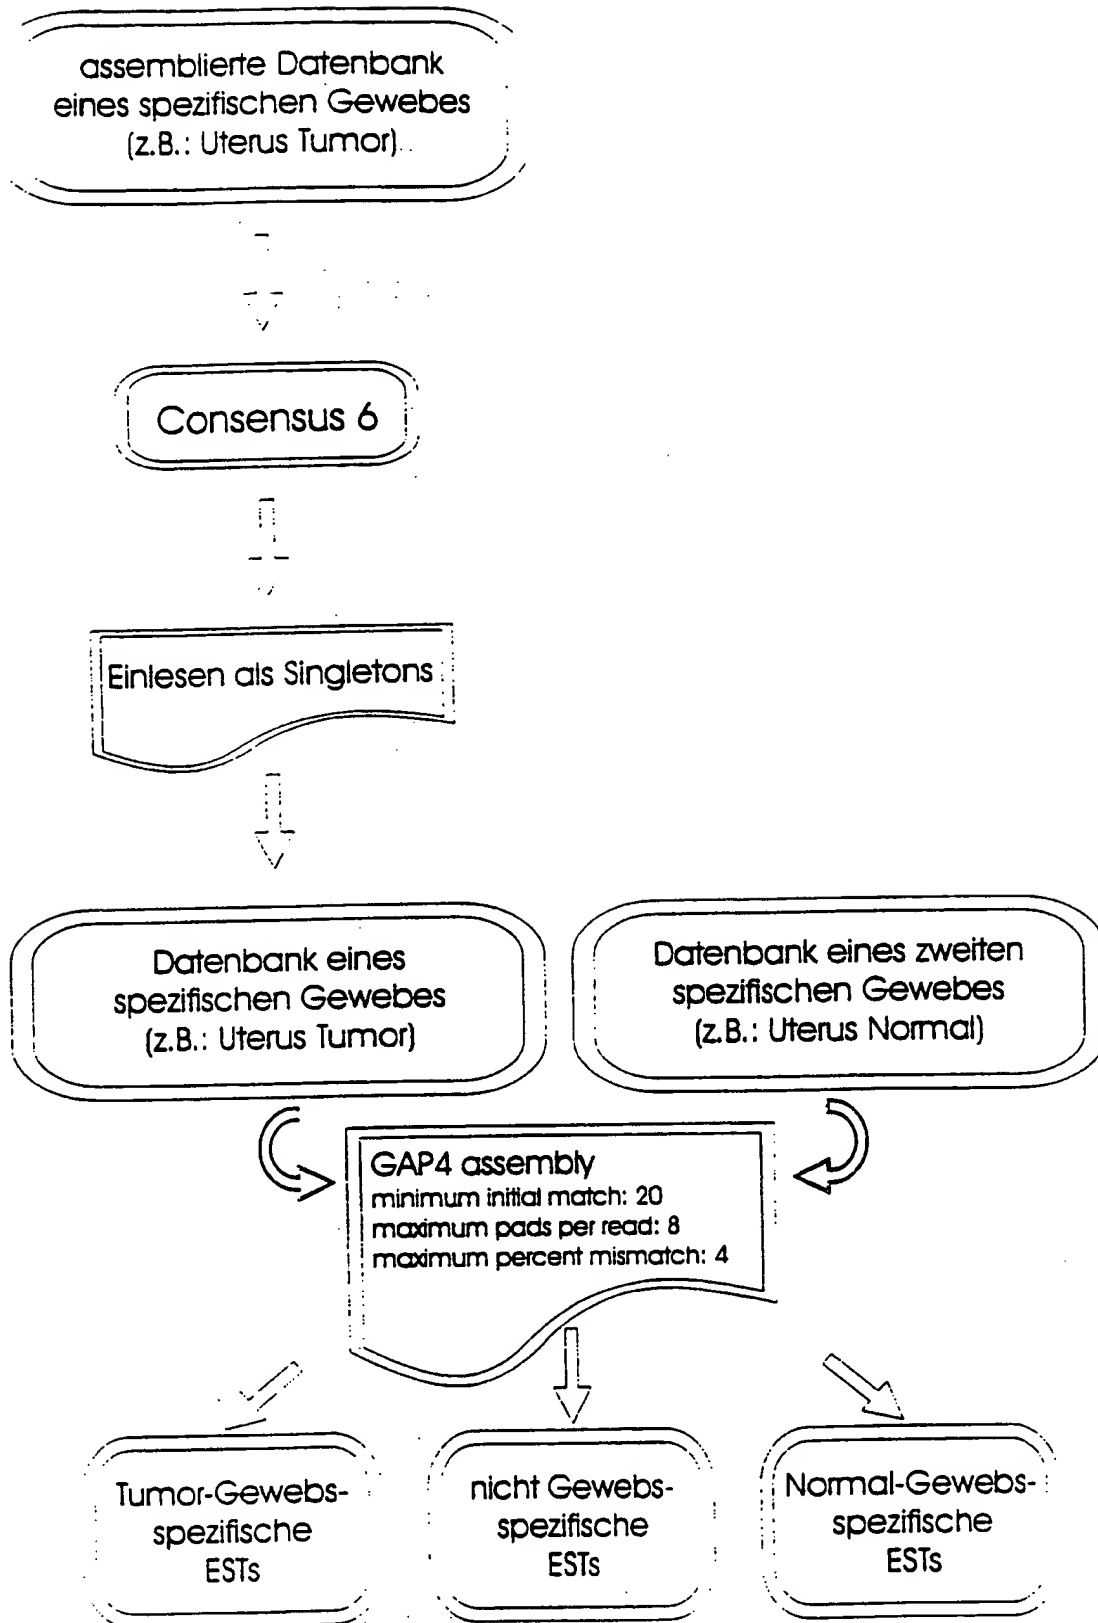 assemblierte Datenbank
eines spezifischen Gewebes
(z.B.: Uterus Tumor)
Consensus 6
Einlesen als Singletons
Datenbank eines
spezifischen Gewebes
(z.B.: Uterus Tumor)
Datenbank eines zweiten
spezifischen Gewebes
(z.B.: Uterus Normal)
GAP4 assembly
minimum initial match: 20
maximum pads per read: 8
maximum percent mismatch: 4
Tumor-Gewebs-
spezifische
ESTs
nicht Gewebs-
spezifische
ESTs
Normal-Gewebs-
spezifische
ESTs